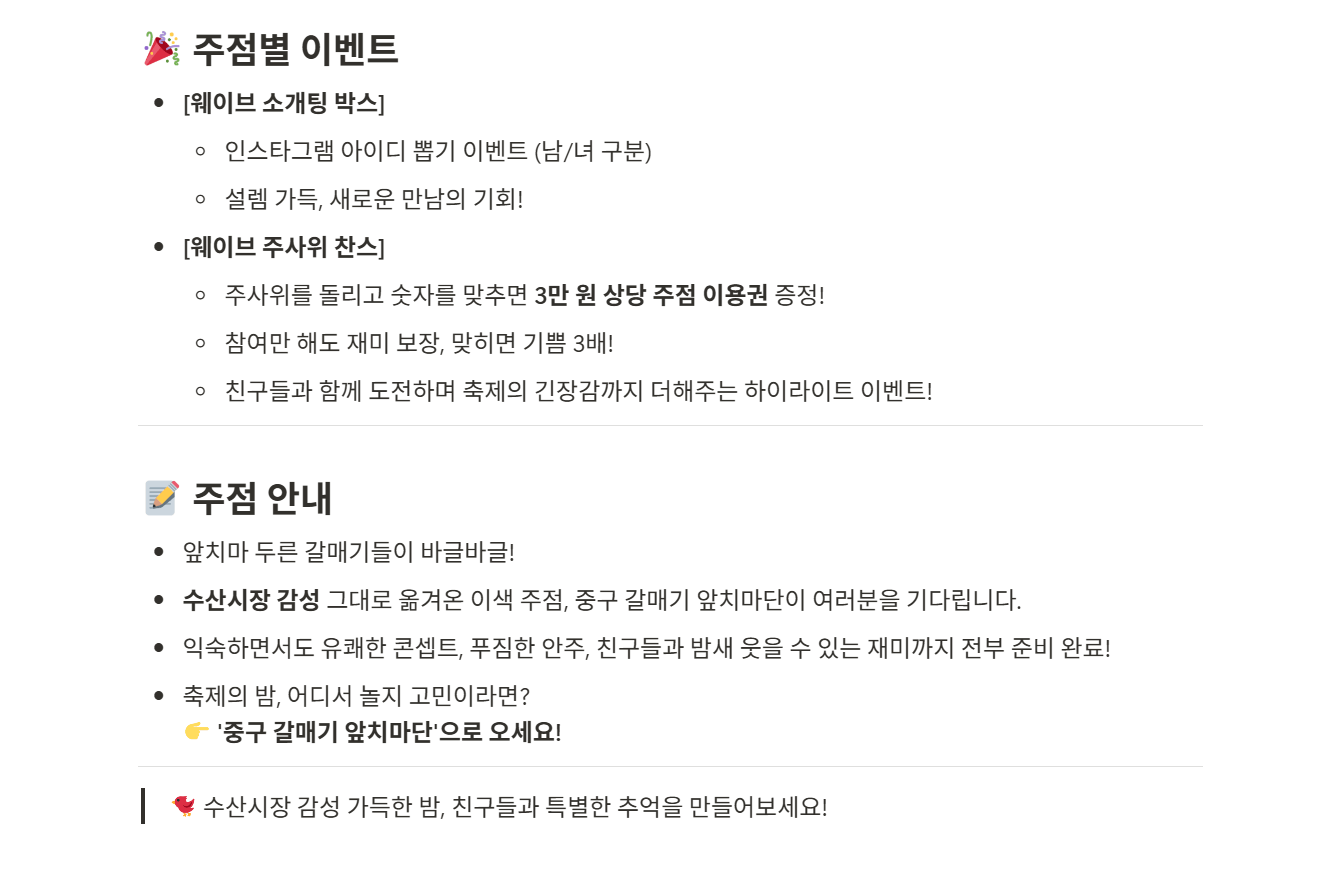 🎉 주점별 이벤트
• [웨이브 소개팅 박스]
◦ 인스타그램 아이디 뽑기 이벤트 (남/녀 구분)
◦ 설렘 가득, 새로운 만남의 기회!
• [웨이브 주사위 찬스]
◦ 주사위를 돌리고 숫자를 맞추면 3만 원 상당 주점 이용권 증정!
◦ 참여만 해도 재미 보장, 맞히면 기쁨 3배!
◦ 친구들과 함께 도전하며 축제의 긴장감까지 더해주는 하이라이트 이벤트!
📝 주점 안내
• 앞치마 두른 갈매기들이 바글바글!
• 수산시장 감성 그대로 옮겨온 이색 주점, 중구 갈매기 앞치마단이 여러분을 기다립니다.
• 익숙하면서도 유쾌한 콘셉트, 푸짐한 안주, 친구들과 밤새 웃을 수 있는 재미까지 전부 준비 완료!
• 축제의 밤, 어디서 놀지 고민이라면?
👉 '중구 갈매기 앞치마단'으로 오세요!
🐦 수산시장 감성 가득한 밤, 친구들과 특별한 추억을 만들어보세요!